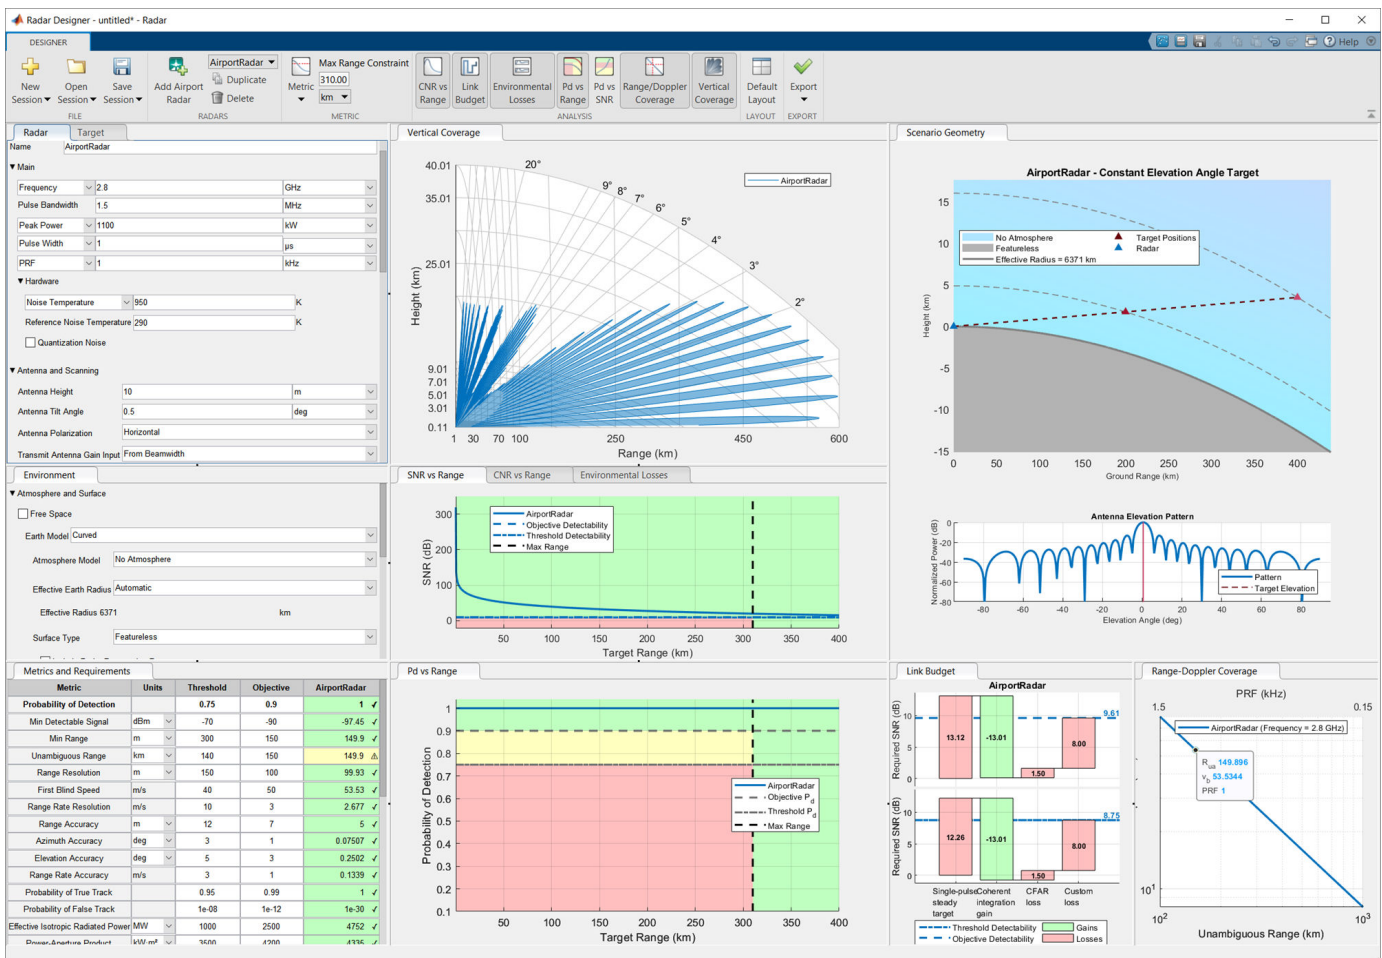 Radar Designer - untitled* - Radar
DESIGNER
Help
New Session
Open Session
Save Session
FILE
Add Airport Radar
AirportRadar
Duplicate
Delete
RADARS
Metric
Max Range Constraint
310.00
km
METRIC
CNR vs Range
Link Budget
Environmental Losses
Pd vs Range
Pd vs SNR
Range/Doppler Coverage
Vertical Coverage
ANALYSIS
Default Layout
LAYOUT
Export
EXPORT
Radar Target
Name AirportRadar
Main
Frequency 2.8 GHz
Pulse Bandwidth 1.5 MHz
Peak Power 1100 kW
Pulse Width 1 µs
PRF 1 kHz
Hardware
Noise Temperature 950 K
Reference Noise Temperature 290 K
Quantization Noise
Antenna and Scanning
Antenna Height 10 m
Antenna Tilt Angle 0.5 deg
Antenna Polarization Horizontal
Transmit Antenna Gain Input From Beamwidth
Environment
Atmosphere and Surface
Free Space
Earth Model Curved
Atmosphere Model No Atmosphere
Effective Earth Radius Automatic
Effective Radius 6371 km
Surface Type Featureless
Metrics and Requirements
Metric Units Threshold Objective AirportRadar
Probability of Detection 0.75 0.9 1 ✓
Min Detectable Signal dBm -70 -90 -97.45 ✓
Min Range m 300 150 149.9 ✓
Unambiguous Range km 140 150 149.9 ⚠
Range Resolution m 150 100 99.93 ✓
First Blind Speed m/s 40 50 53.53 ✓
Range Rate Resolution m/s 10 3 2.677 ✓
Range Accuracy m 12 7 5 ✓
Azimuth Accuracy deg 3 1 0.07507 ✓
Elevation Accuracy deg 5 3 0.2502 ✓
Range Rate Accuracy m/s 3 1 0.1339 ✓
Probability of True Track 0.95 0.99 1 ✓
Probability of False Track 1e-08 1e-12 1e-30 ✓
Effective Isotropic Radiated Power MW 1000 2500 4752 ✓
Power-Aperture Product kW·m² 3500 4200 4335 ✓
Vertical Coverage
AirportRadar
20°
9°
8°
7°
6°
5°
4°
3°
2°
40.01
35.01
25.01
9.01
7.01
5.01
3.01
0.11
Height (km)
1 30 70 100 250 450 600
Range (km)
SNR vs Range CNR vs Range Environmental Losses
300
200
100
0
SNR (dB)
AirportRadar
Objective Detectability
Threshold Detectability
Max Range
50 100 150 200 250 300 350 400
Target Range (km)
Pd vs Range
1
0.9
0.8
0.7
0.6
0.5
0.4
0.3
0.2
0.1
Probability of Detection
AirportRadar
Objective Pd
Threshold Pd
Max Range
50 100 150 200 250 300 350 400
Target Range (km)
Scenario Geometry
AirportRadar - Constant Elevation Angle Target
15
10
5
0
-5
-10
-15
Height (km)
No Atmosphere
Featureless
Effective Radius = 6371 km
Target Positions
Radar
0 50 100 150 200 250 300 350 400
Ground Range (km)
Antenna Elevation Pattern
0
-20
-40
-60
-80
Normalized Power (dB)
Pattern
Target Elevation
-80 -60 -40 -20 0 20 40 60 80
Elevation Angle (deg)
Link Budget
AirportRadar
Required SNR (dB)
10
5
0
9.61
13.12
-13.01
1.50
8.00
Required SNR (dB)
10
5
0
8.75
12.26
-13.01
1.50
8.00
Single-pulse steady target
Coherent integration gain
CFAR loss
Custom loss
Threshold Detectability
Objective Detectability
Gains
Losses
Range-Doppler Coverage
PRF (kHz)
1.5 0.15
AirportRadar (Frequency = 2.8 GHz)
Rua 149.896
vb 53.5344
PRF 1
10¹
10² 10³
Unambiguous Range (km)